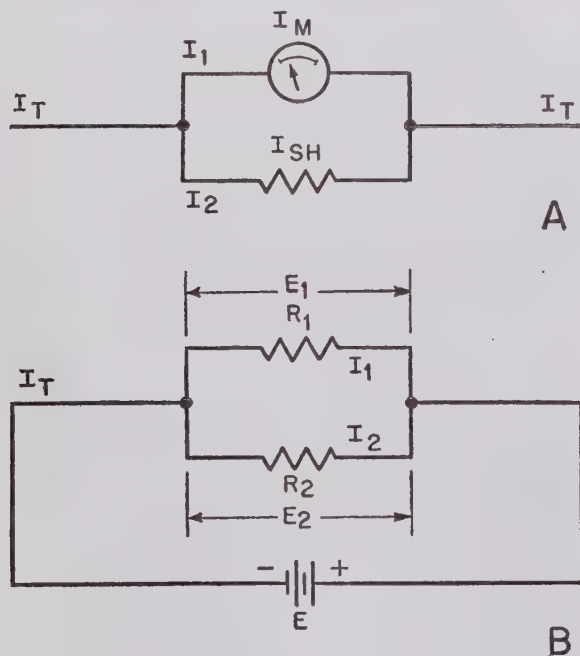 I_M
I_1
I_T I_T
I_SH
I_2
A
E_1
R_1
I_T I_1
I_2
R_2
E_2
- +
E
B